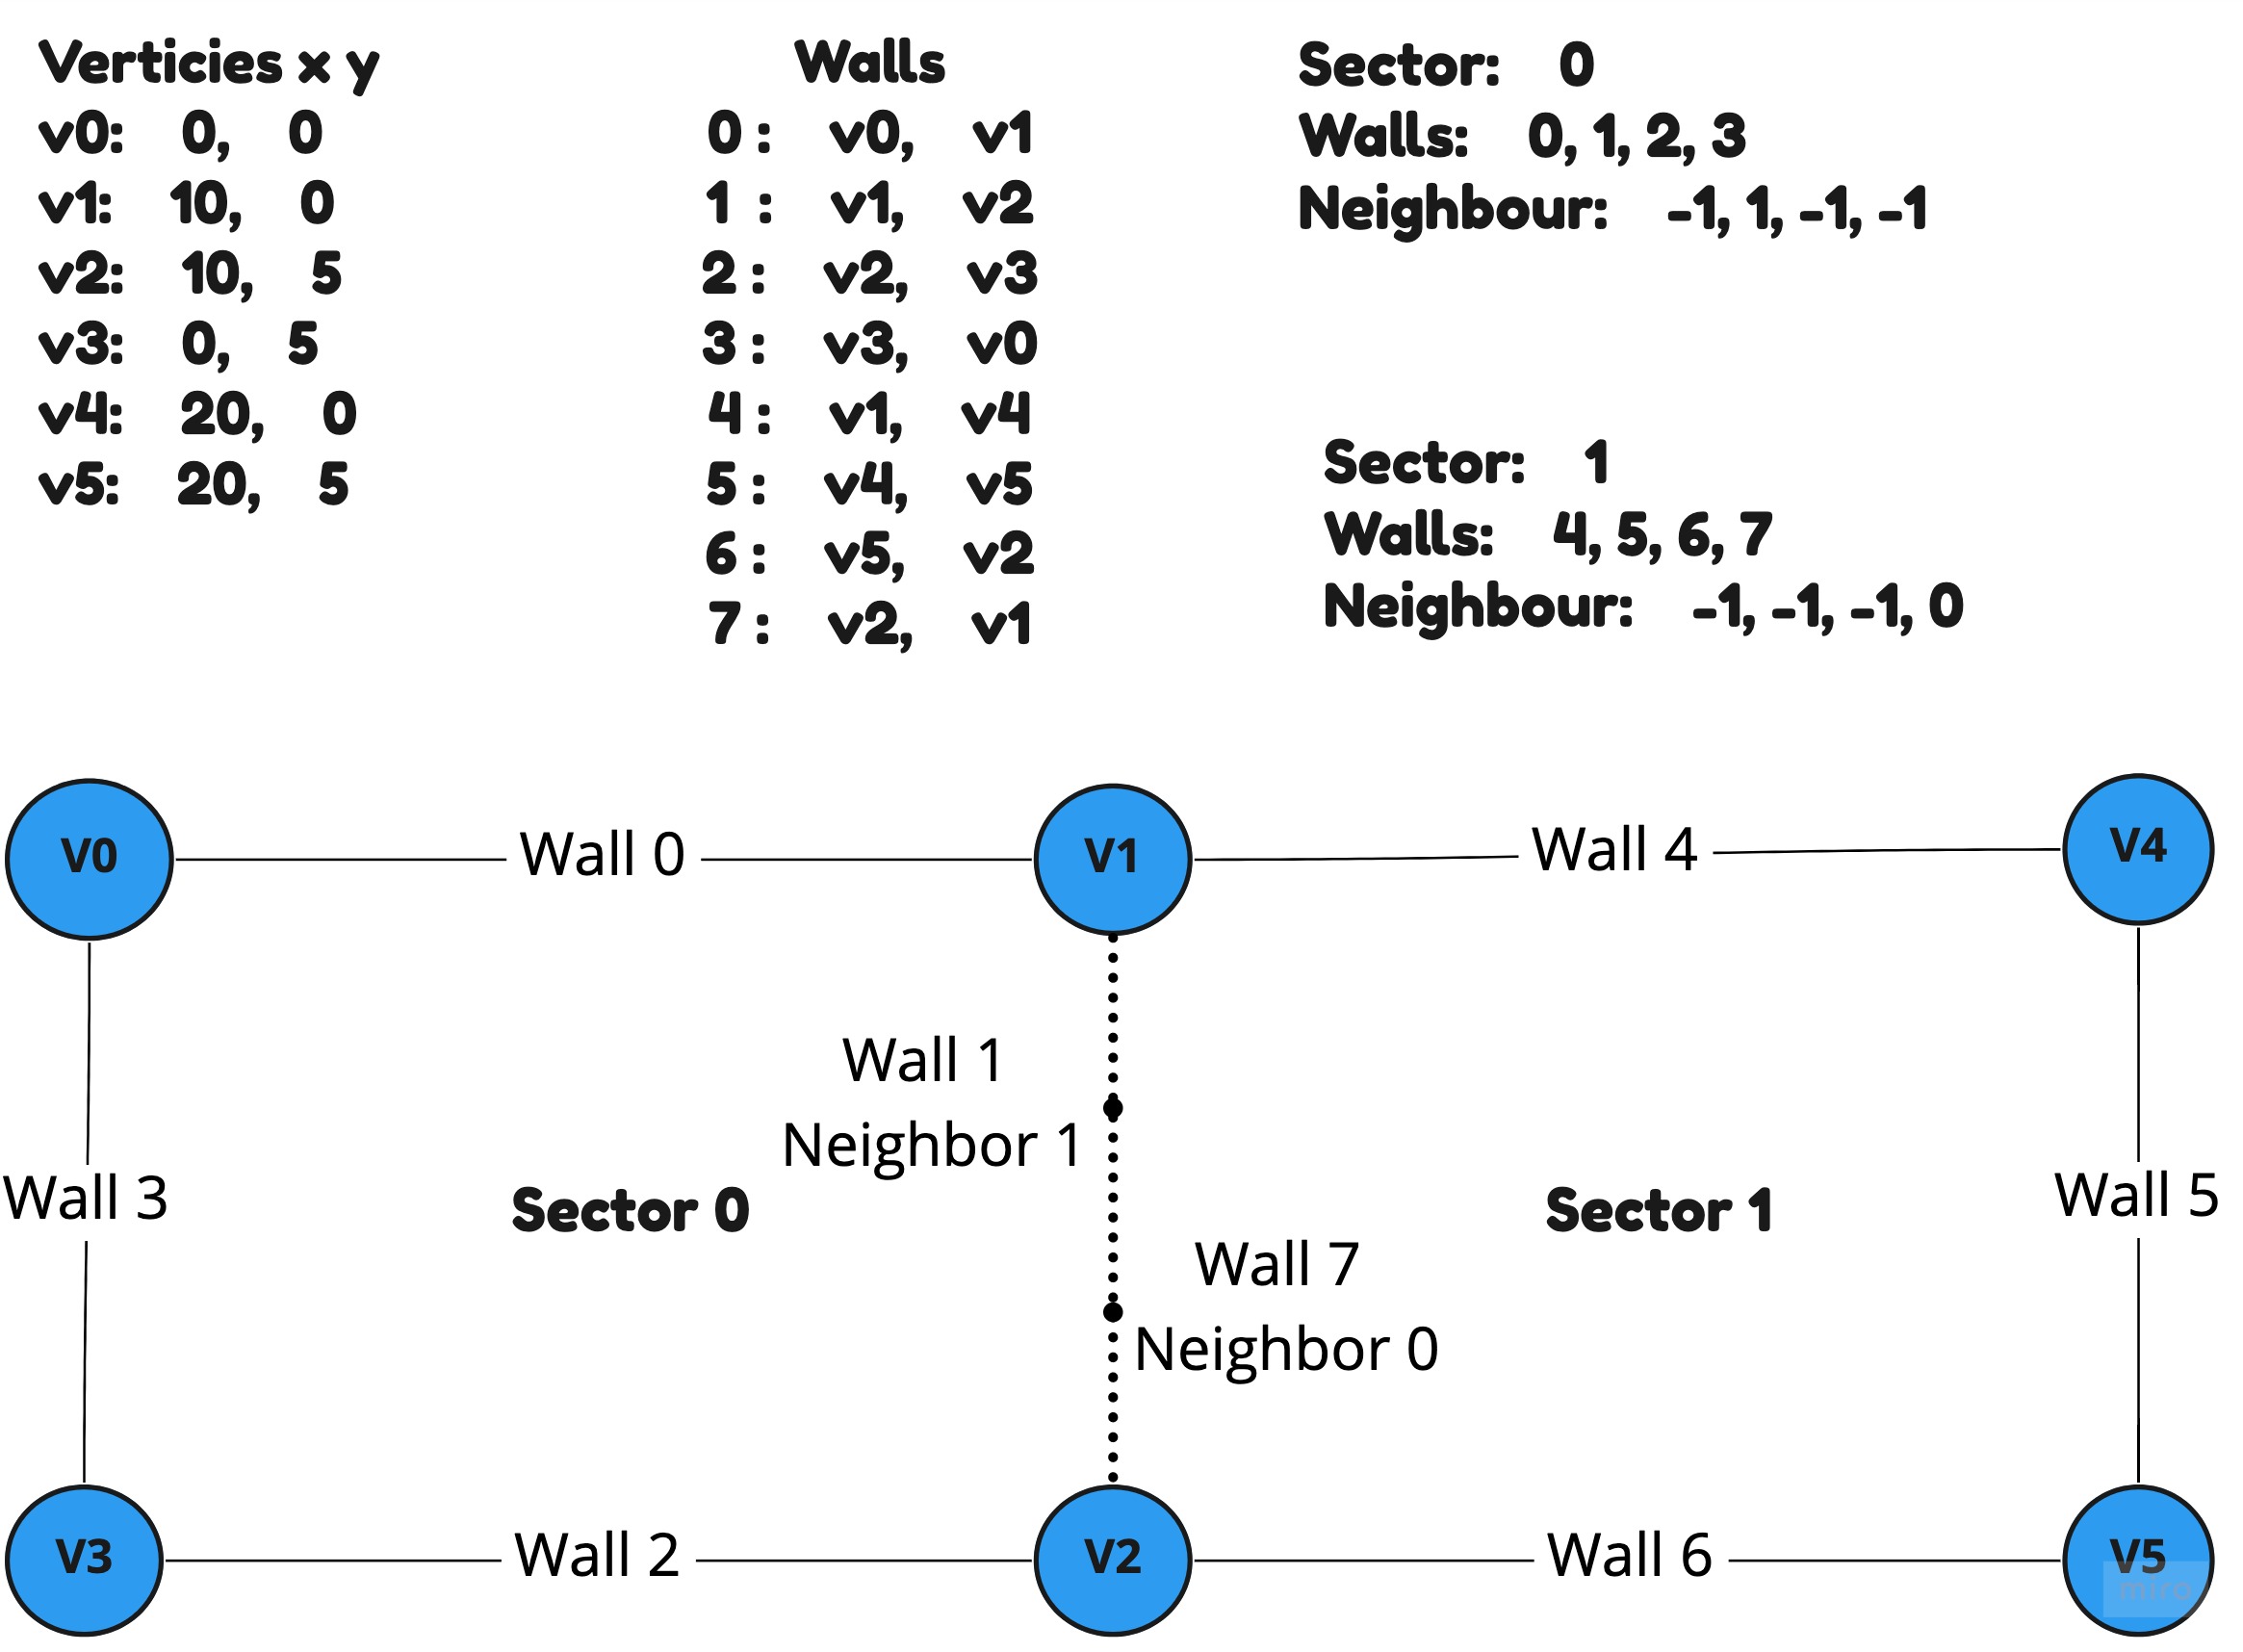 Verticies x y
v0: 0, 0
v1: 10, 0
v2: 10, 5
v3: 0, 5
v4: 20, 0
v5: 20, 5
Walls
0 : v0, v1
1 : v1, v2
2 : v2, v3
3 : v3, v0
4 : v1, v4
5 : v4, v5
6 : v5, v2
7 : v2, v1
Sector: 0
Walls: 0, 1, 2, 3
Neighbour: -1, 1, -1, -1
Sector: 1
Walls: 4, 5, 6, 7
Neighbour: -1, -1, -1, 0
V0
Wall 0
V1
Wall 4
V4
Wall 1
Neighbor 1
Wall 3
Sector 0
Sector 1
Wall 5
Wall 7
Neighbor 0
V3
Wall 2
V2
Wall 6
V5
miro